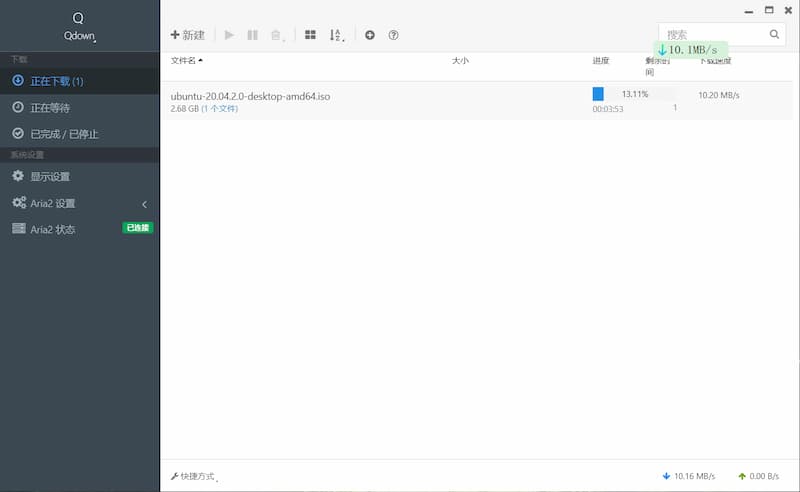 Q
Qdown
下载
正在下载 (1)
正在等待
已完成 / 已停止
系统设置
显示设置
Aria2 设置
Aria2 状态
已连接
新建
搜索
10.1MB/s
文件名
大小
进度
剩余时间
下载速度
ubuntu-20.04.2.0-desktop-amd64.iso
2.68 GB (1 个文件)
13.11%
00:03:53
1
10.20 MB/s
快捷方式
10.16 MB/s
0.00 B/s